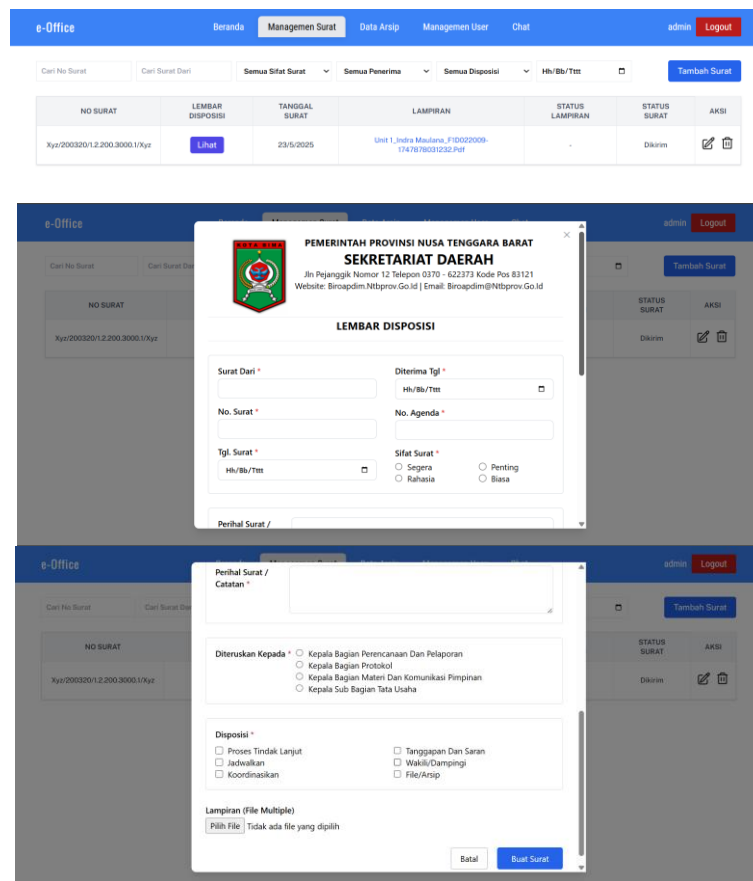 e-Office Beranda Managemen Surat Data Arsip Managemen User Chat admin Logout
Cari No Surat Cari Surat Dari Semua Sifat Surat Semua Penerima Semua Disposisi Hh/Bb/Tttt Tambah Surat
NO SURAT LEMBAR DISPOSISI TANGGAL SURAT LAMPIRAN STATUS LAMPIRAN STATUS SURAT AKSI
Xyz/200320/1.2.200.3000.1/Xyz Lihat 23/5/2025 Unit 1_Indra Maulana_F1D022009-1747878031232.Pdf - Dikirim
e-Office admin Logout
Cari No Surat Cari Surat Dari Tambah Surat
NO SURAT STATUS SURAT AKSI
Xyz/200320/1.2.200.3000.1/Xyz Dikirim
KOTA BIMA
PEMERINTAH PROVINSI NUSA TENGGARA BARAT
SEKRETARIAT DAERAH
Jln Pejanggik Nomor 12 Telepon 0370 - 622373 Kode Pos 83121
Website: Biroapdim.Ntbprov.Go.Id | Email: Biroapdim@Ntbprov.Go.Id
×
LEMBAR DISPOSISI
Surat Dari * Diterima Tgl *
Hh/Bb/Tttt
No. Surat * No. Agenda *
Tgl. Surat * Sifat Surat *
Hh/Bb/Tttt Segera Penting
Rahasia Biasa
Perihal Surat /
e-Office admin Logout
Cari No Surat Cari Surat Dari Tambah Surat
NO SURAT STATUS SURAT AKSI
Xyz/200320/1.2.200.3000.1/Xyz Dikirim
Perihal Surat /
Catatan *
Diteruskan Kepada * Kepala Bagian Perencanaan Dan Pelaporan
Kepala Bagian Protokol
Kepala Bagian Materi Dan Komunikasi Pimpinan
Kepala Sub Bagian Tata Usaha
Disposisi *
Proses Tindak Lanjut Tanggapan Dan Saran
Jadwalkan Wakili/Dampingi
Koordinasikan File/Arsip
Lampiran (File Multiple)
Pilih File Tidak ada file yang dipilih
Batal Buat Surat